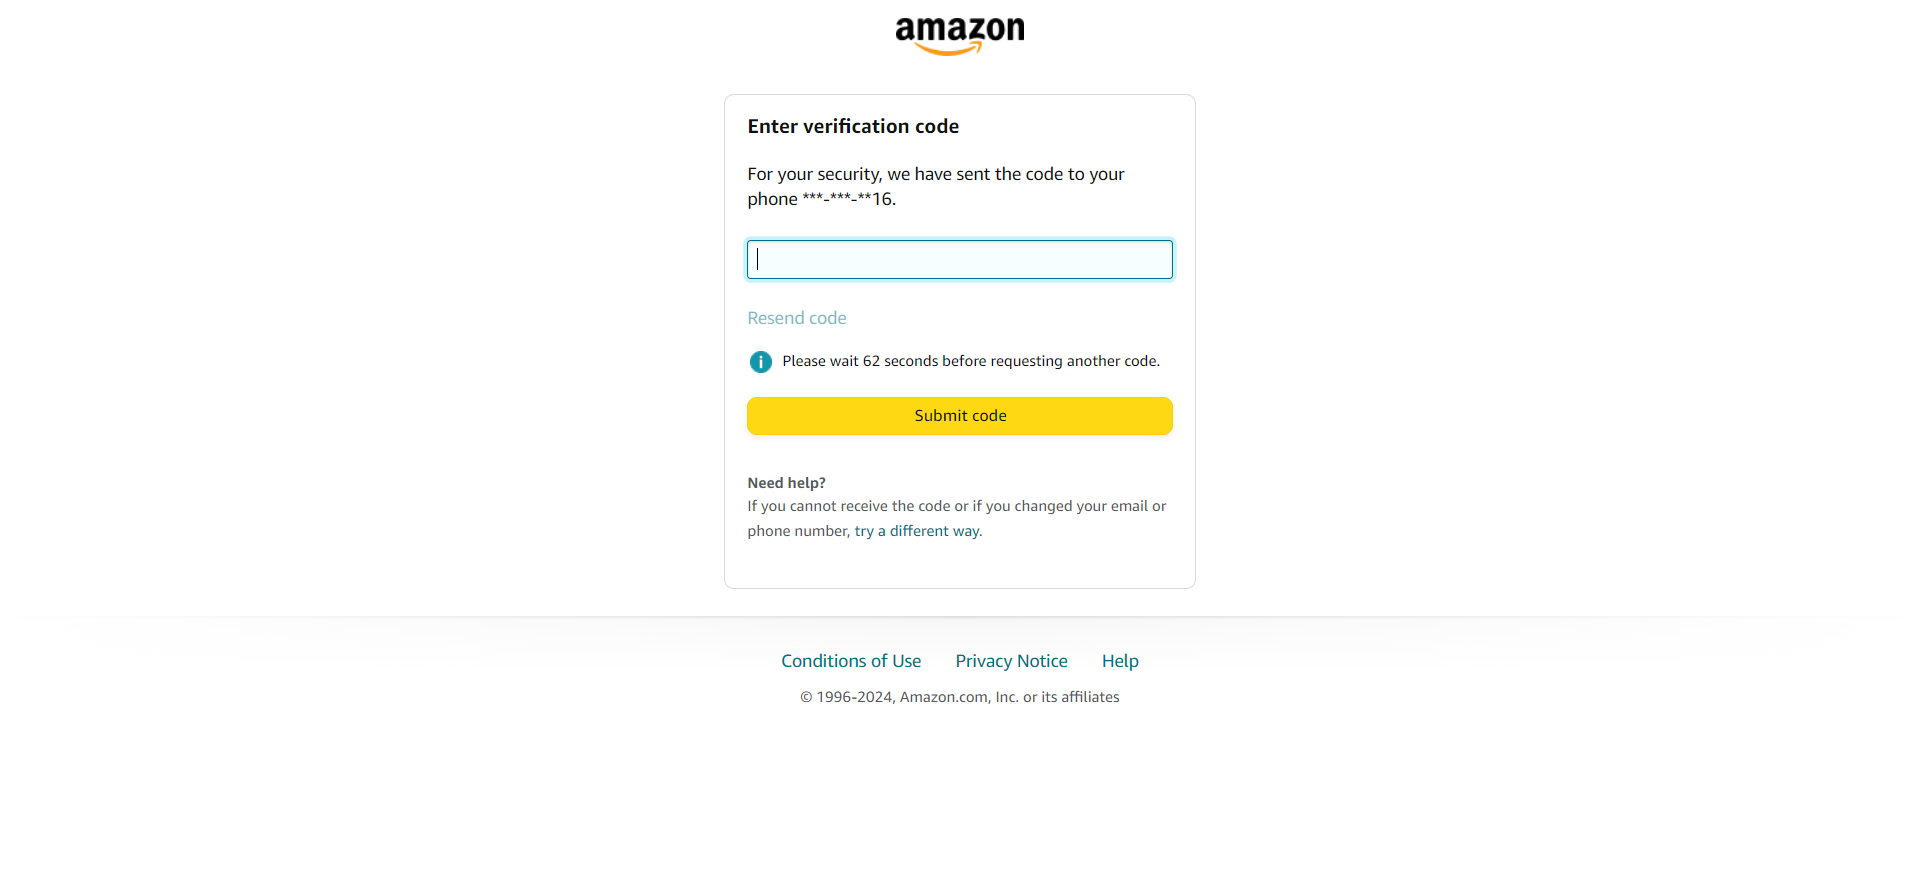 amazon
Enter verification code
For your security, we have sent the code to your
phone ***-***-**16.
Resend code
i Please wait 62 seconds before requesting another code.
Submit code
Need help?
If you cannot receive the code or if you changed your email or
phone number, try a different way.
Conditions of Use Privacy Notice Help
© 1996-2024, Amazon.com, Inc. or its affiliates